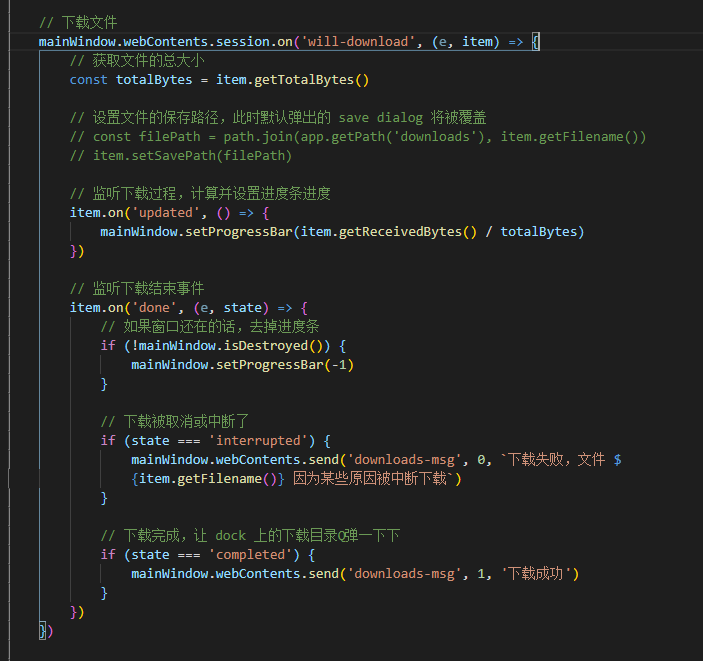 // 下载文件
mainWindow.webContents.session.on('will-download', (e, item) => {
// 获取文件的总大小
const totalBytes = item.getTotalBytes()
// 设置文件的保存路径，此时默认弹出的 save dialog 将被覆盖
// const filePath = path.join(app.getPath('downloads'), item.getFilename())
// item.setSavePath(filePath)
// 监听下载过程，计算并设置进度条进度
item.on('updated', () => {
mainWindow.setProgressBar(item.getReceivedBytes() / totalBytes)
})
// 监听下载结束事件
item.on('done', (e, state) => {
// 如果窗口还在的话，去掉进度条
if (!mainWindow.isDestroyed()) {
mainWindow.setProgressBar(-1)
}
// 下载被取消或中断了
if (state === 'interrupted') {
mainWindow.webContents.send('downloads-msg', 0, `下载失败，文件 $
{item.getFilename()} 因为某些原因被中断下载`)
}
// 下载完成，让 dock 上的下载目录Q弹一下下
if (state === 'completed') {
mainWindow.webContents.send('downloads-msg', 1, '下载成功')
}
})
})